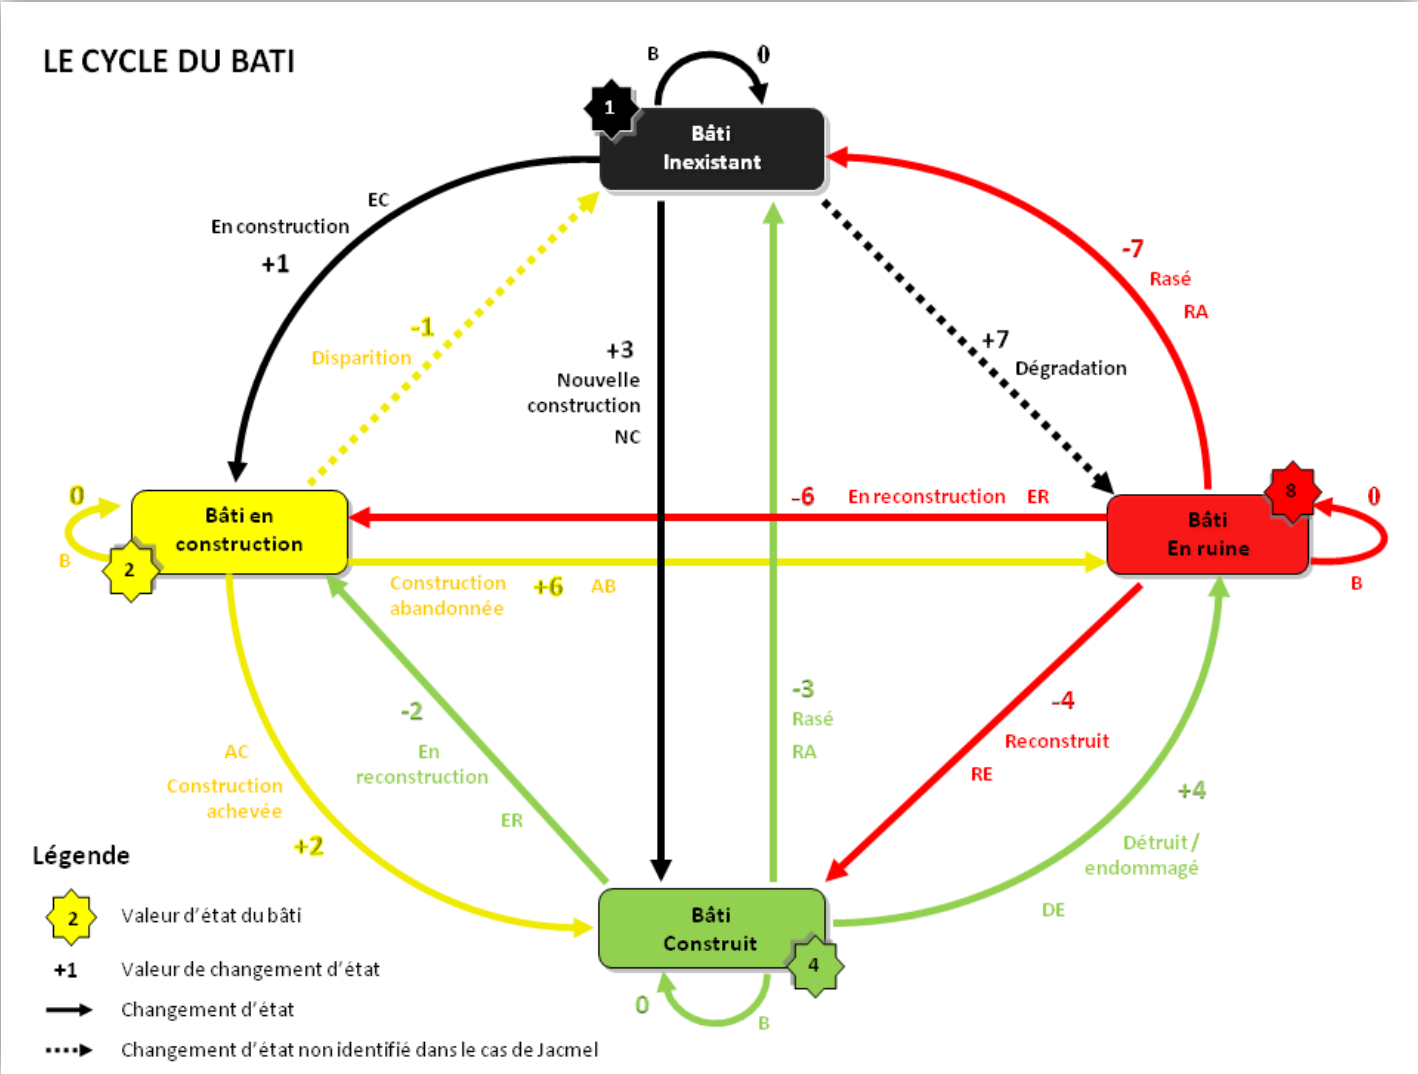 LE CYCLE DU BATI
B
0
1
Bâti
Inexistant
EC
En construction
+1
-7
Rasé
RA
-1
Disparition
+3
Nouvelle
construction
NC
+7
Dégradation
0
B
2
Bâti en
construction
-6 En reconstruction ER
8
Bâti
En ruine
0
B
Construction
abandonnée
+6 AB
-2
En
reconstruction
ER
-3
Rasé
RA
-4
Reconstruit
RE
AC
Construction
achevée
+2
+4
Détruit /
endommagé
DE
Bâti
Construit
4
0
B
Légende
2 Valeur d'état du bâti
+1 Valeur de changement d'état
Changement d'état
Changement d'état non identifié dans le cas de Jacmel